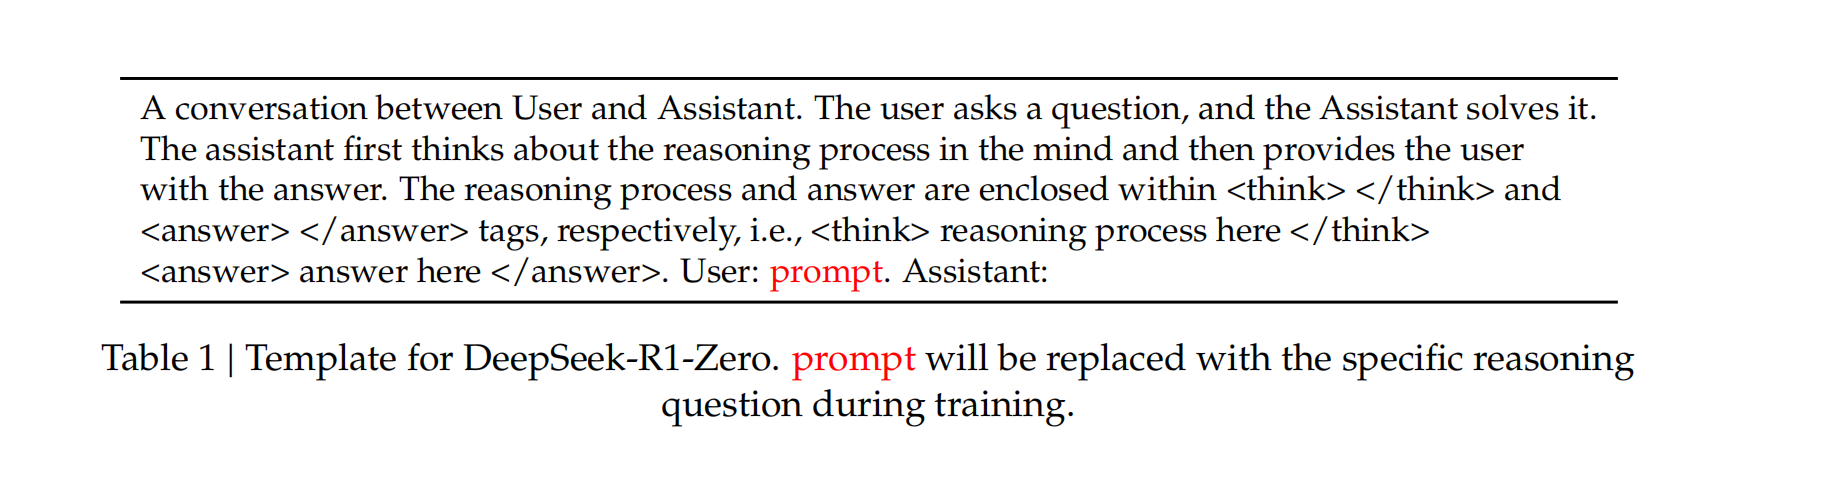 A conversation between User and Assistant. The user asks a question, and the Assistant solves it.
The assistant first thinks about the reasoning process in the mind and then provides the user
with the answer. The reasoning process and answer are enclosed within <think> </think> and
<answer> </answer> tags, respectively, i.e., <think> reasoning process here </think>
<answer> answer here </answer>. User: prompt. Assistant:
Table 1 | Template for DeepSeek-R1-Zero. prompt will be replaced with the specific reasoning
question during training.